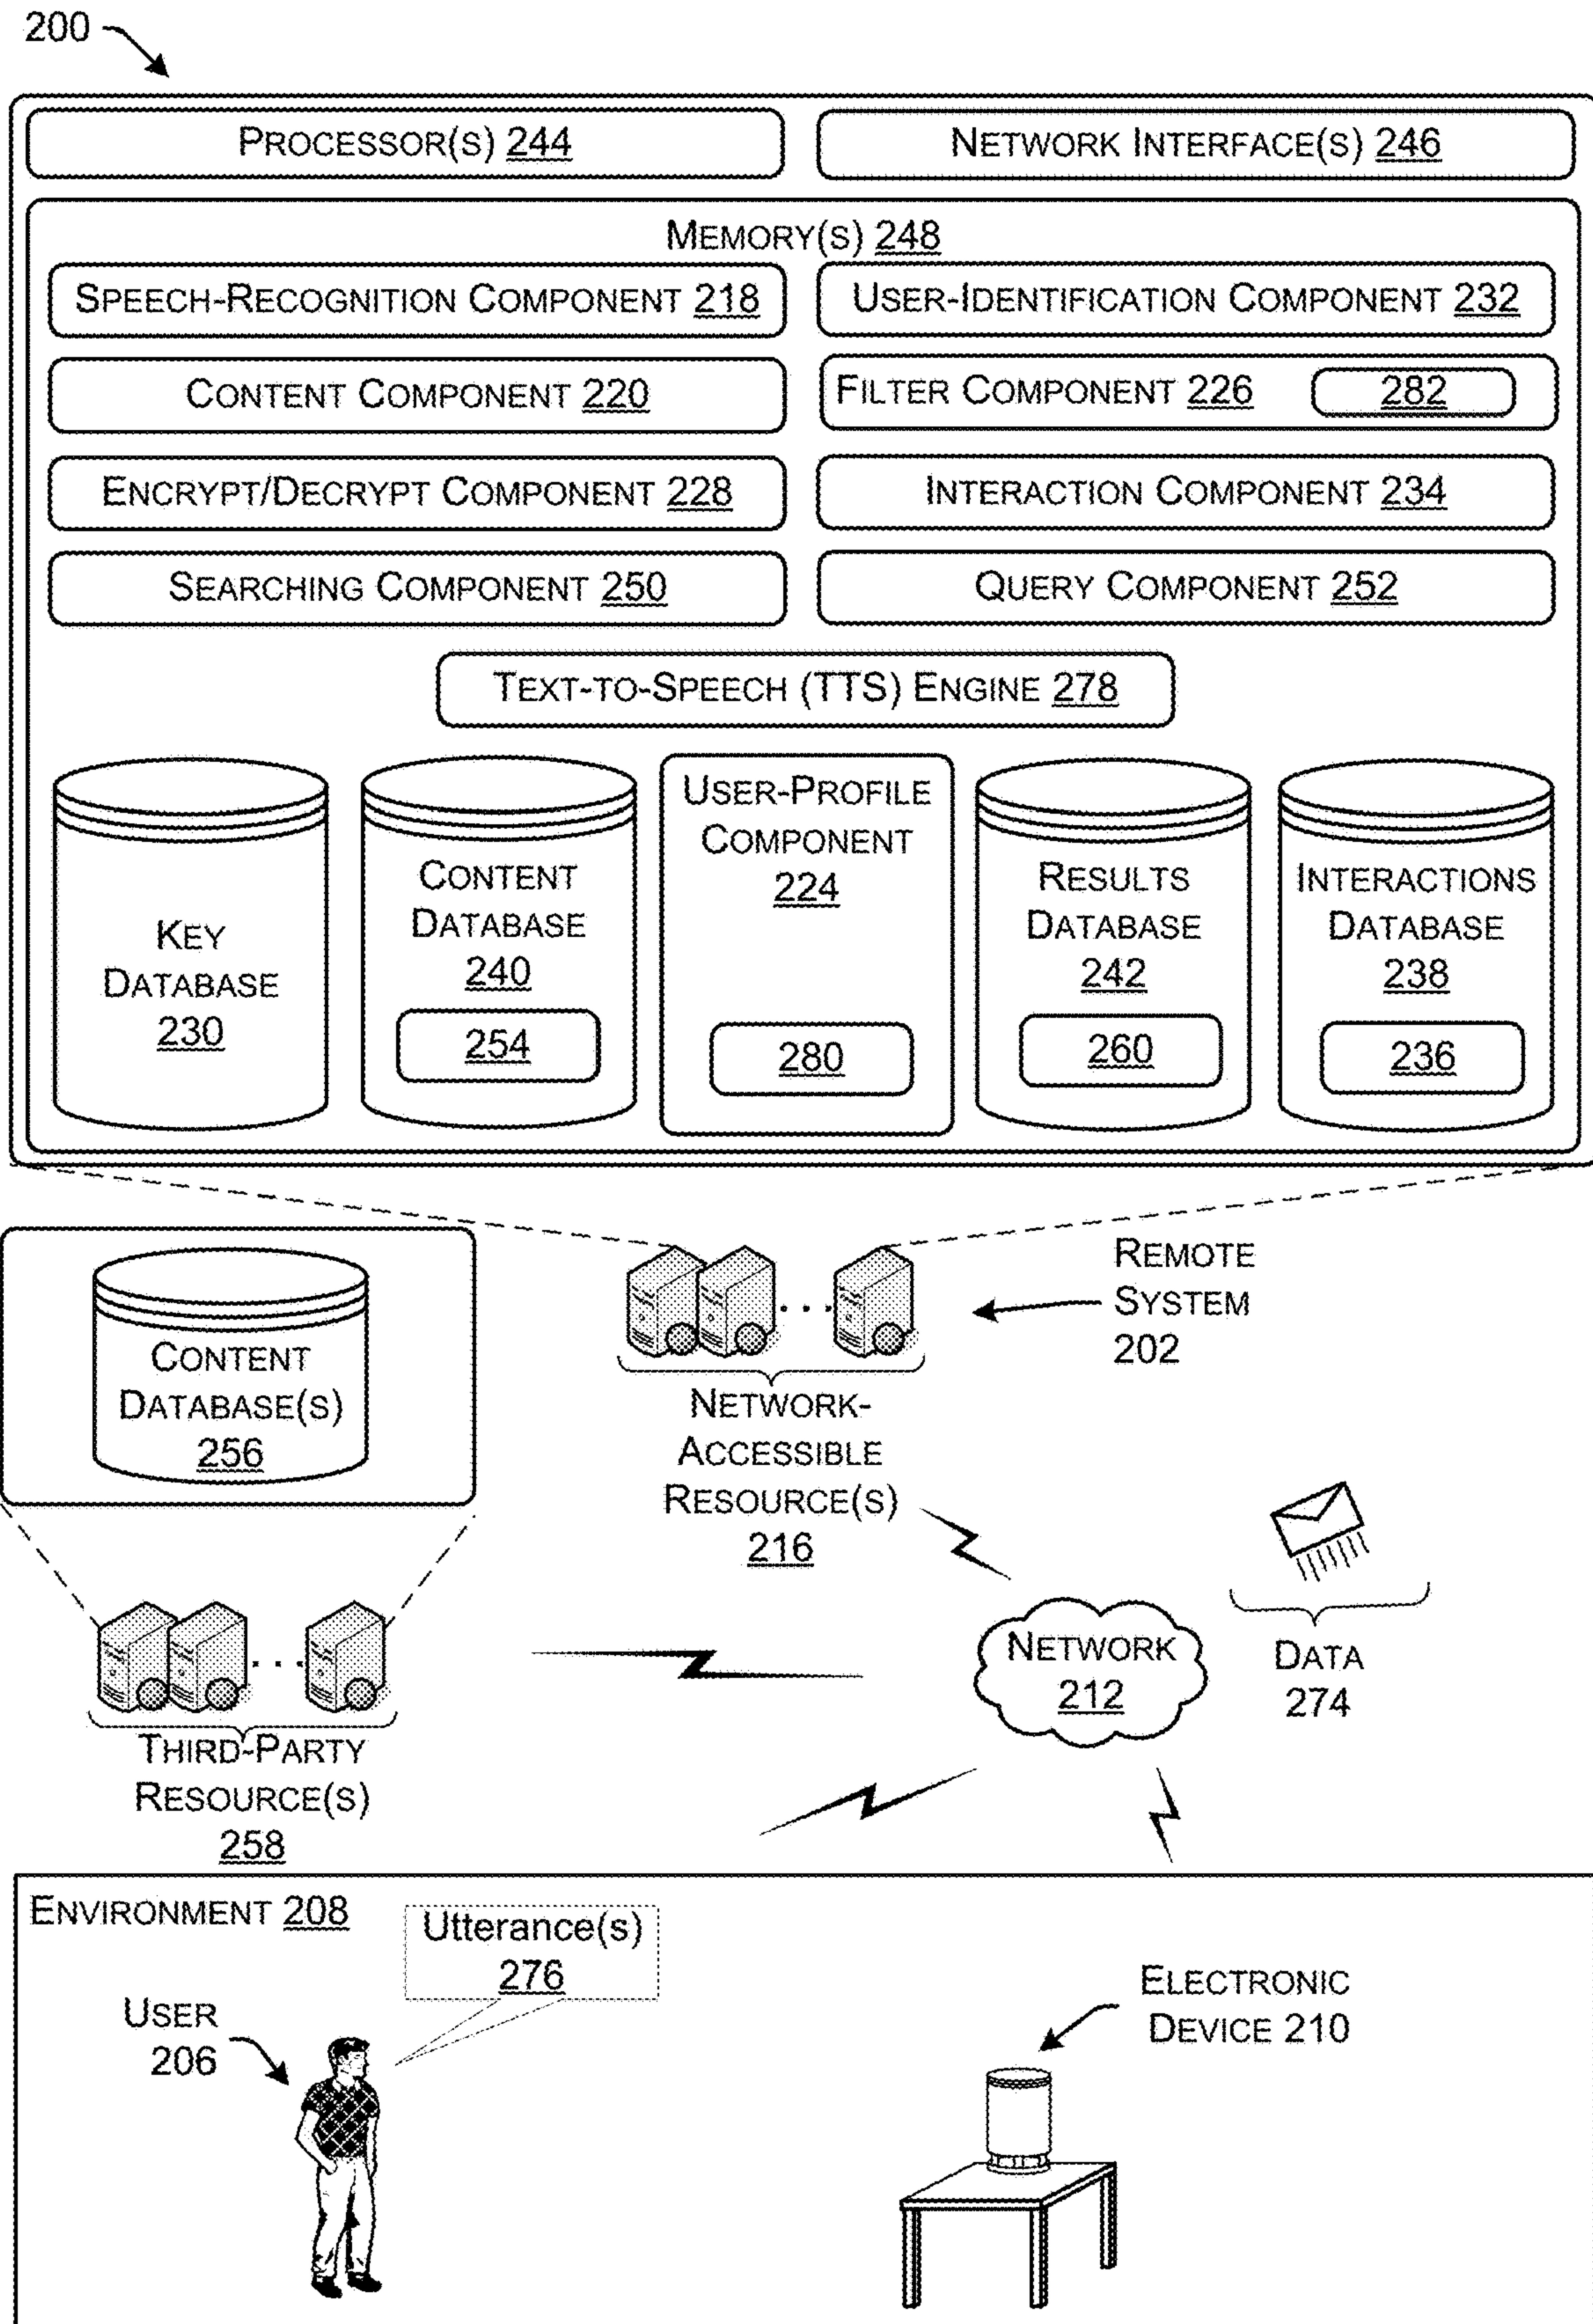 200
PROCESSOR(S) 244
NETWORK INTERFACE(S) 246
MEMORY(S) 248
SPEECH-RECOGNITION COMPONENT 218
USER-IDENTIFICATION COMPONENT 232
CONTENT COMPONENT 220
FILTER COMPONENT 226
282
ENCRYPT/DECRYPT COMPONENT 228
INTERACTION COMPONENT 234
SEARCHING COMPONENT 250
QUERY COMPONENT 252
TEXT-TO-SPEECH (TTS) ENGINE 278
KEY
DATABASE
230
CONTENT
DATABASE
240
254
USER-PROFILE
COMPONENT
224
280
RESULTS
DATABASE
242
260
INTERACTIONS
DATABASE
238
236
CONTENT
DATABASE(S)
256
REMOTE
SYSTEM
202
NETWORK-
ACCESSIBLE
RESOURCE(S)
216
THIRD-PARTY
RESOURCE(S)
258
NETWORK
212
DATA
274
ENVIRONMENT 208
Utterance(s)
276
USER
206
ELECTRONIC
DEVICE 210